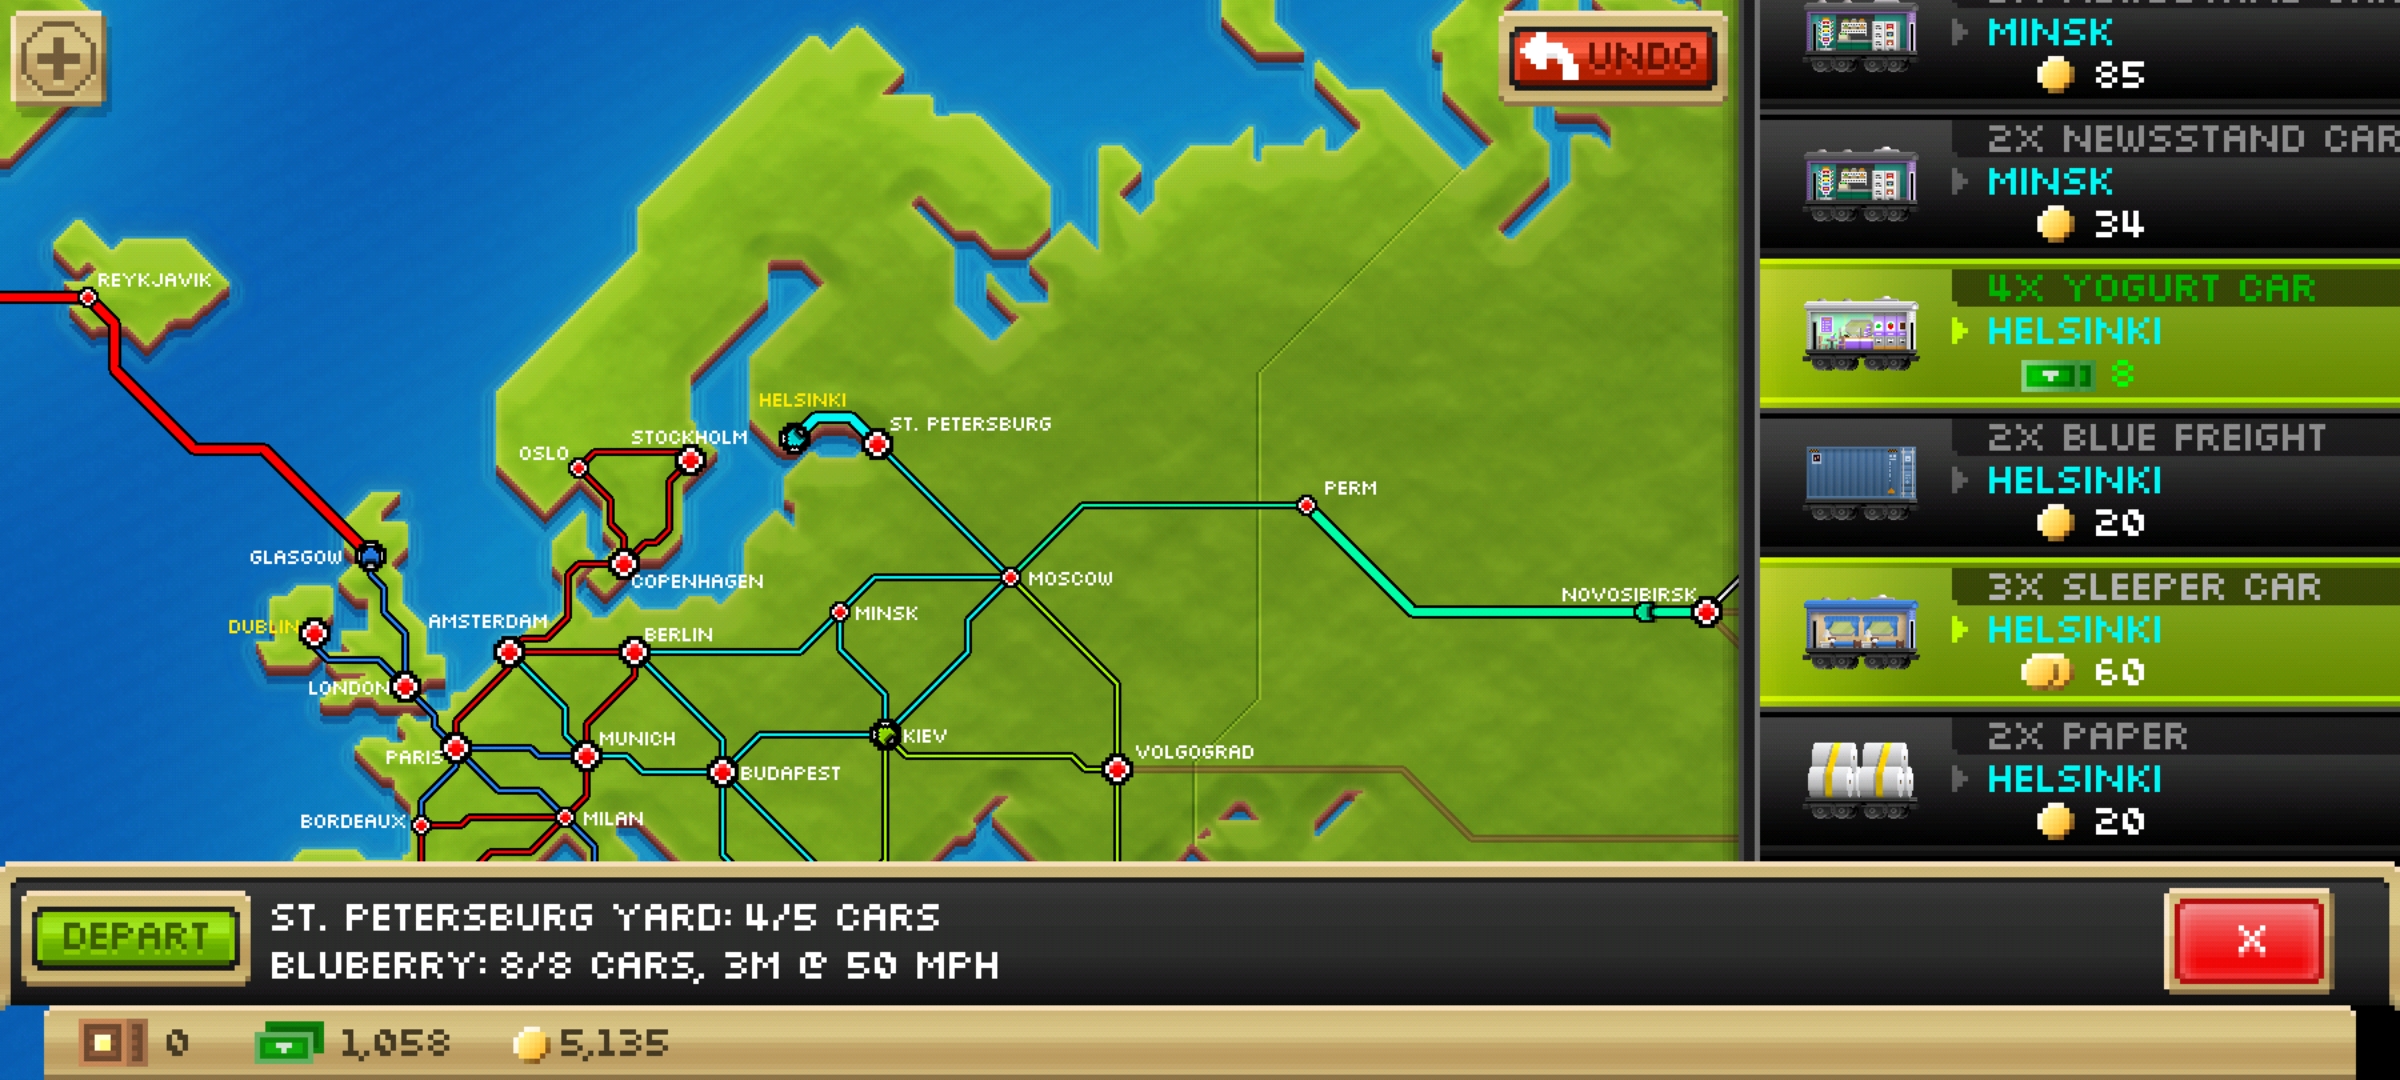 UNDO
REYKJAVIK
HELSINKI
ST. PETERSBURG
STOCKHOLM
OSLO
PERM
GLASGOW
COPENHAGEN
MOSCOW
NOVOSIBIRSK
DUBLIN
AMSTERDAM
MINSK
BERLIN
LONDON
PARIS
MUNICH
KIEV
VOLGOGRAD
BUDAPEST
BORDEAUX
MILAN
MINSK
85
2X NEWSSTAND CAR
MINSK
34
4X YOGURT CAR
HELSINKI
8
2X BLUE FREIGHT
HELSINKI
20
3X SLEEPER CAR
HELSINKI
60
2X PAPER
HELSINKI
20
DEPART
ST. PETERSBURG YARD: 4/5 CARS
BLUBERRY: 8/8 CARS, 3M @ 50 MPH
X
0
1,058
5,135